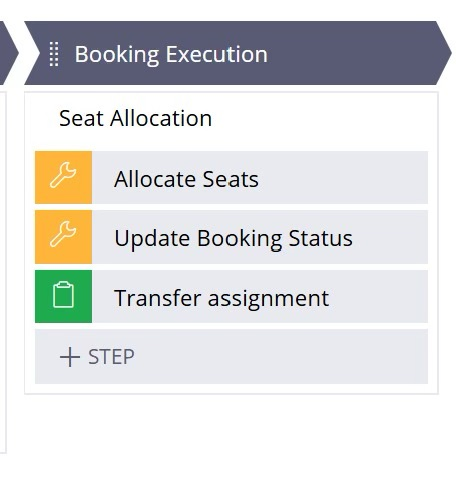 Booking Execution
Seat Allocation
Allocate Seats
Update Booking Status
Transfer assignment
+ STEP